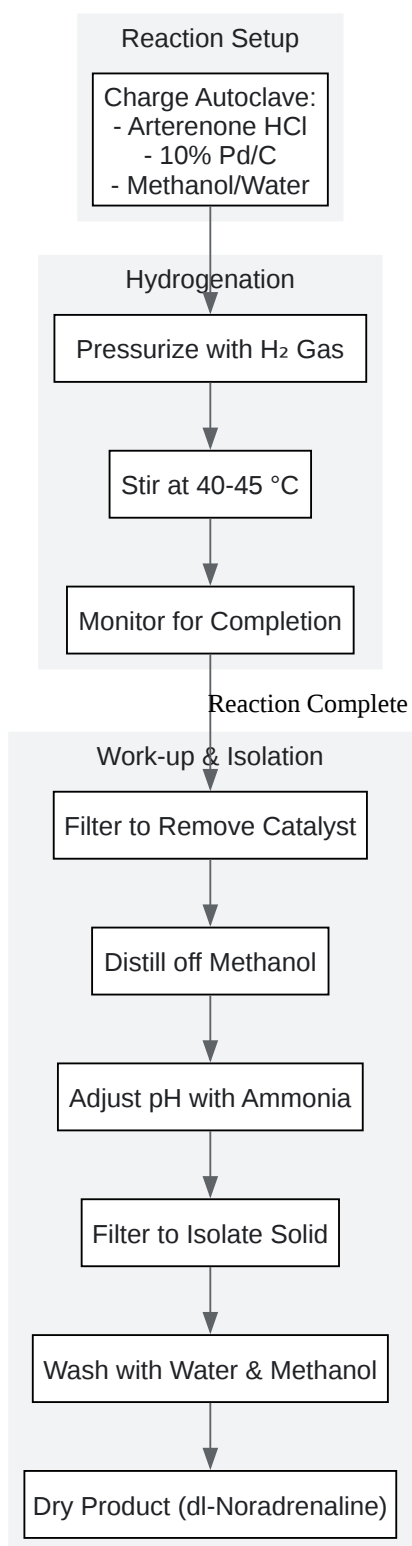 Reaction Setup
Charge Autoclave:
- Arterenone HCl
- 10% Pd/C
- Methanol/Water
Hydrogenation
Pressurize with H₂ Gas
Stir at 40-45 °C
Monitor for Completion
Reaction Complete
Work-up & Isolation
Filter to Remove Catalyst
Distill off Methanol
Adjust pH with Ammonia
Filter to Isolate Solid
Wash with Water & Methanol
Dry Product (dl-Noradrenaline)